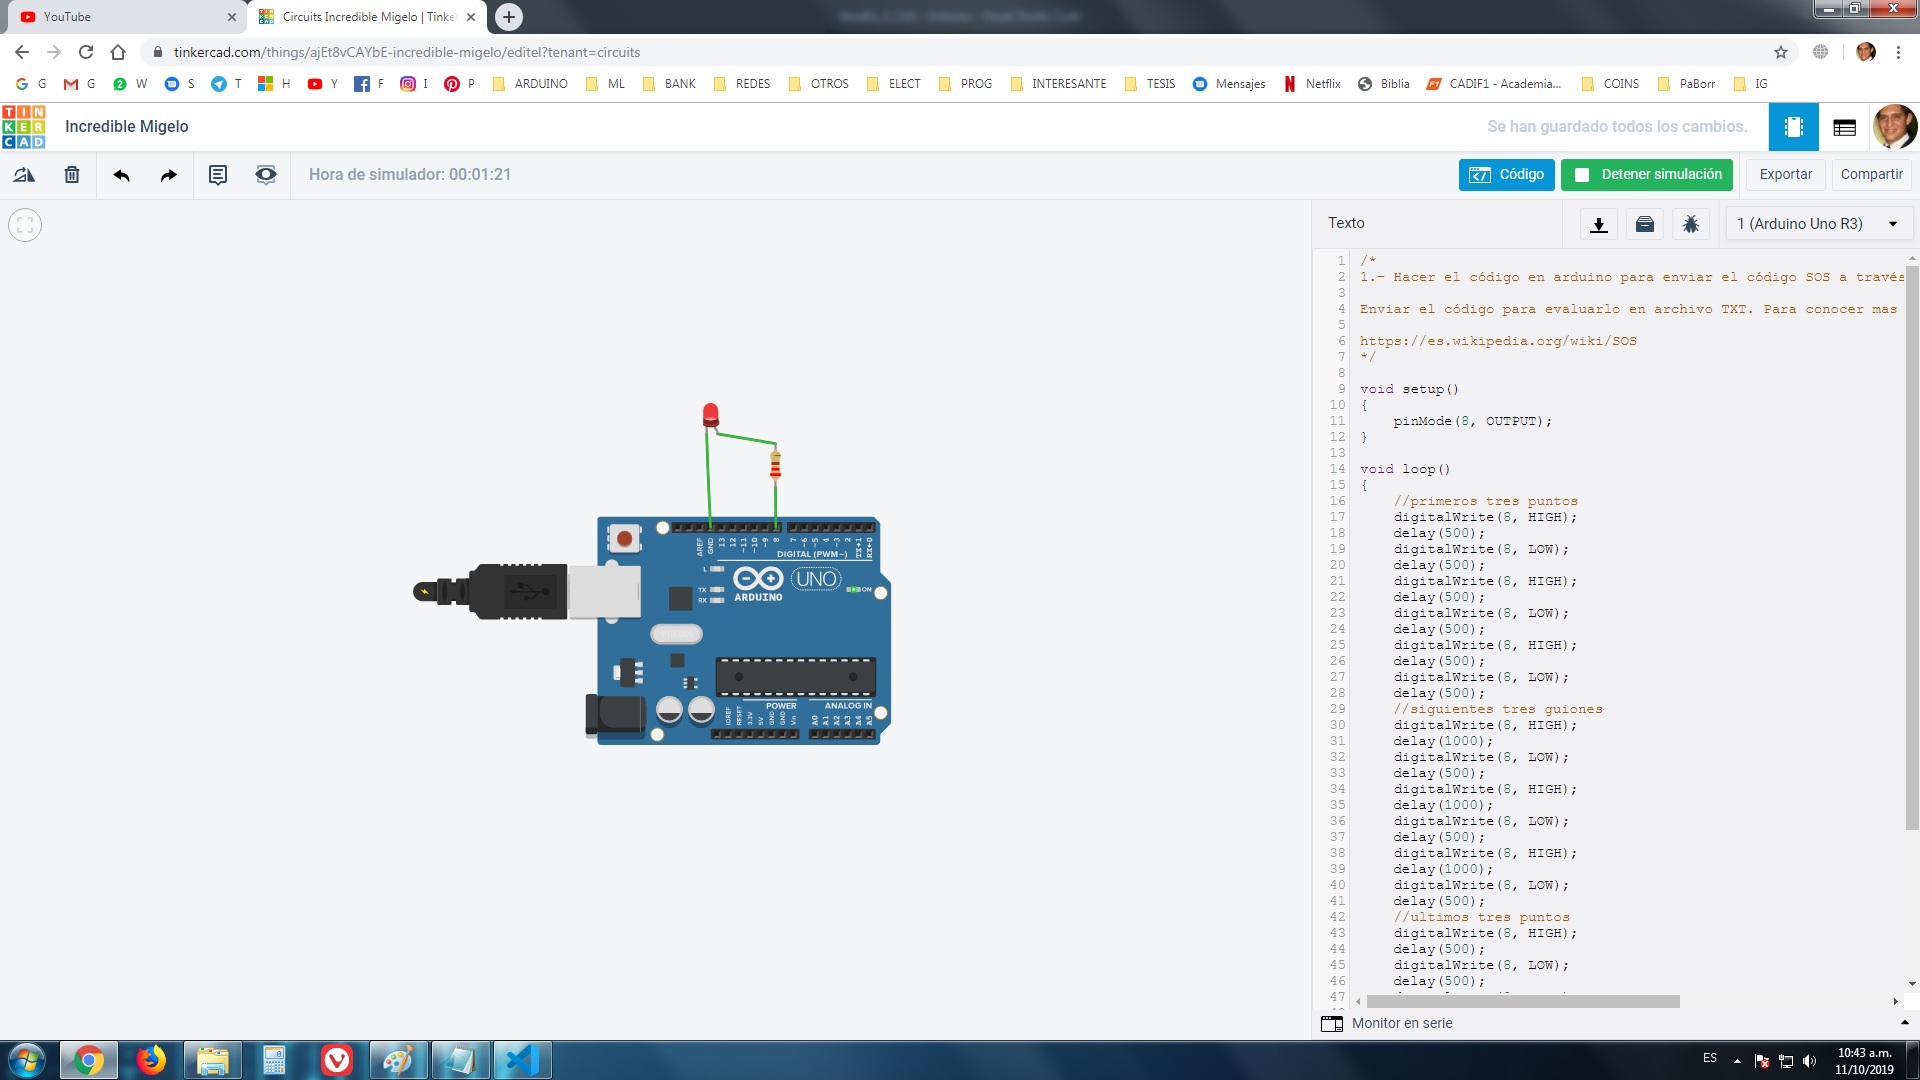 YouTube
Circuits Incredible Migelo | Tinke
tinkercad.com/things/ajEt8vCAYbE-incredible-migelo/editel?tenant=circuits
G G W S T H Y F I P ARDUINO ML BANK REDES OTROS ELECT PROG INTERESANTE TESIS Mensajes Netflix Biblia CADIF1 - Academia... COINS PaBorr IG
TIN
KER
CAD
Incredible Migelo
Se han guardado todos los cambios.
Hora de simulador: 00:01:21
Código
Detener simulación
Exportar
Compartir
Texto
1 (Arduino Uno R3)
1 /*
2 1.- Hacer el código en arduino para enviar el código SOS a través
3
4 Enviar el código para evaluarlo en archivo TXT. Para conocer mas
5
6 https://es.wikipedia.org/wiki/SOS
7 */
8
9 void setup()
10 {
11 pinMode(8, OUTPUT);
12 }
13
14 void loop()
15 {
16 //primeros tres puntos
17 digitalWrite(8, HIGH);
18 delay(500);
19 digitalWrite(8, LOW);
20 delay(500);
21 digitalWrite(8, HIGH);
22 delay(500);
23 digitalWrite(8, LOW);
24 delay(500);
25 digitalWrite(8, HIGH);
26 delay(500);
27 digitalWrite(8, LOW);
28 delay(500);
29 //siguientes tres guiones
30 digitalWrite(8, HIGH);
31 delay(1000);
32 digitalWrite(8, LOW);
33 delay(500);
34 digitalWrite(8, HIGH);
35 delay(1000);
36 digitalWrite(8, LOW);
37 delay(500);
38 digitalWrite(8, HIGH);
39 delay(1000);
40 digitalWrite(8, LOW);
41 delay(500);
42 //ultimos tres puntos
43 digitalWrite(8, HIGH);
44 delay(500);
45 digitalWrite(8, LOW);
46 delay(500);
47
AREF GND 13 12 ~11 ~10 ~9 8 7 ~6 ~5 4 ~3 2 TX→1 RX←0
DIGITAL (PWM~)
L
TX
RX
ARDUINO
UNO
ON
POWER
ANALOG IN
IOREF RESET 3.3V 5V GND GND Vin A0 A1 A2 A3 A4 A5
Monitor en serie
ES
10:43 a.m.
11/10/2019